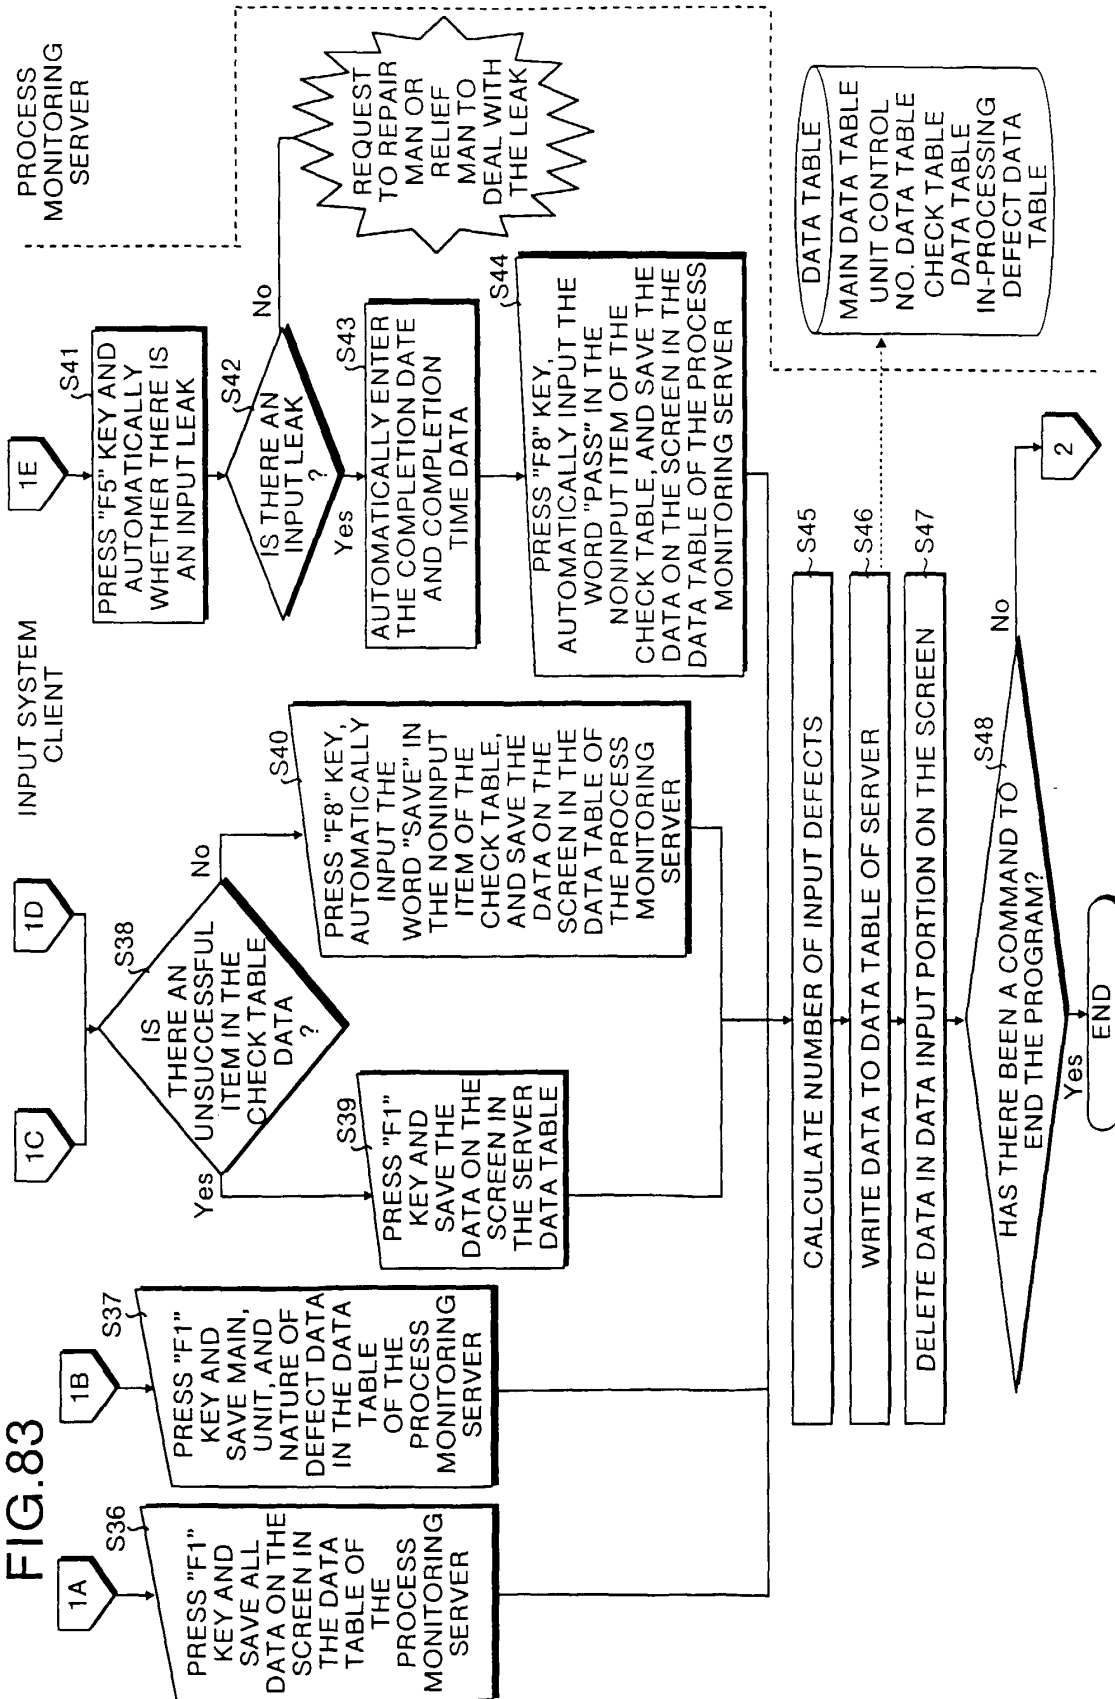 FIG.83
INPUT SYSTEM
CLIENT
PROCESS
MONITORING
SERVER
1A
S36
PRESS "F1"
KEY AND
SAVE ALL
DATA ON THE
SCREEN IN
THE DATA
TABLE OF
THE
PROCESS
MONITORING
SERVER
1B
S37
PRESS "F1"
KEY AND
SAVE MAIN,
UNIT, AND
NATURE OF
DEFECT DATA
IN THE DATA
TABLE
OF THE
PROCESS
MONITORING
SERVER
1C
1D
S38
IS
THERE AN
UNSUCCESSFUL
ITEM IN THE
CHECK TABLE
DATA
?
Yes
No
S39
PRESS "F1"
KEY AND
SAVE THE
DATA ON THE
SCREEN IN
THE SERVER
DATA TABLE
S40
PRESS "F8" KEY,
AUTOMATICALLY
INPUT THE
WORD "SAVE" IN
THE NONINPUT
ITEM OF THE
CHECK TABLE,
AND SAVE THE
DATA ON THE
SCREEN IN THE
DATA TABLE OF
THE PROCESS
MONITORING
SERVER
1E
S41
PRESS "F5" KEY AND
AUTOMATICALLY
WHETHER THERE IS
AN INPUT LEAK
S42
IS THERE AN
INPUT LEAK
?
No
Yes
REQUEST
TO REPAIR
MAN OR
RELIEF
MAN TO
DEAL WITH
THE LEAK
S43
AUTOMATICALLY ENTER
THE COMPLETION DATE
AND COMPLETION
TIME DATA
S44
PRESS "F8" KEY,
AUTOMATICALLY INPUT THE
WORD "PASS" IN THE
NONINPUT ITEM OF THE
CHECK TABLE, AND SAVE THE
DATA ON THE SCREEN IN THE
DATA TABLE OF THE PROCESS
MONITORING SERVER
CALCULATE NUMBER OF INPUT DEFECTS
S45
WRITE DATA TO DATA TABLE OF SERVER
S46
DELETE DATA IN DATA INPUT PORTION ON THE SCREEN
S47
DATA TABLE
MAIN DATA TABLE
UNIT CONTROL
NO. DATA TABLE
CHECK TABLE
DATA TABLE
IN-PROCESSING
DEFECT DATA
TABLE
S48
HAS THERE BEEN A COMMAND TO
END THE PROGRAM?
No
Yes
2
END